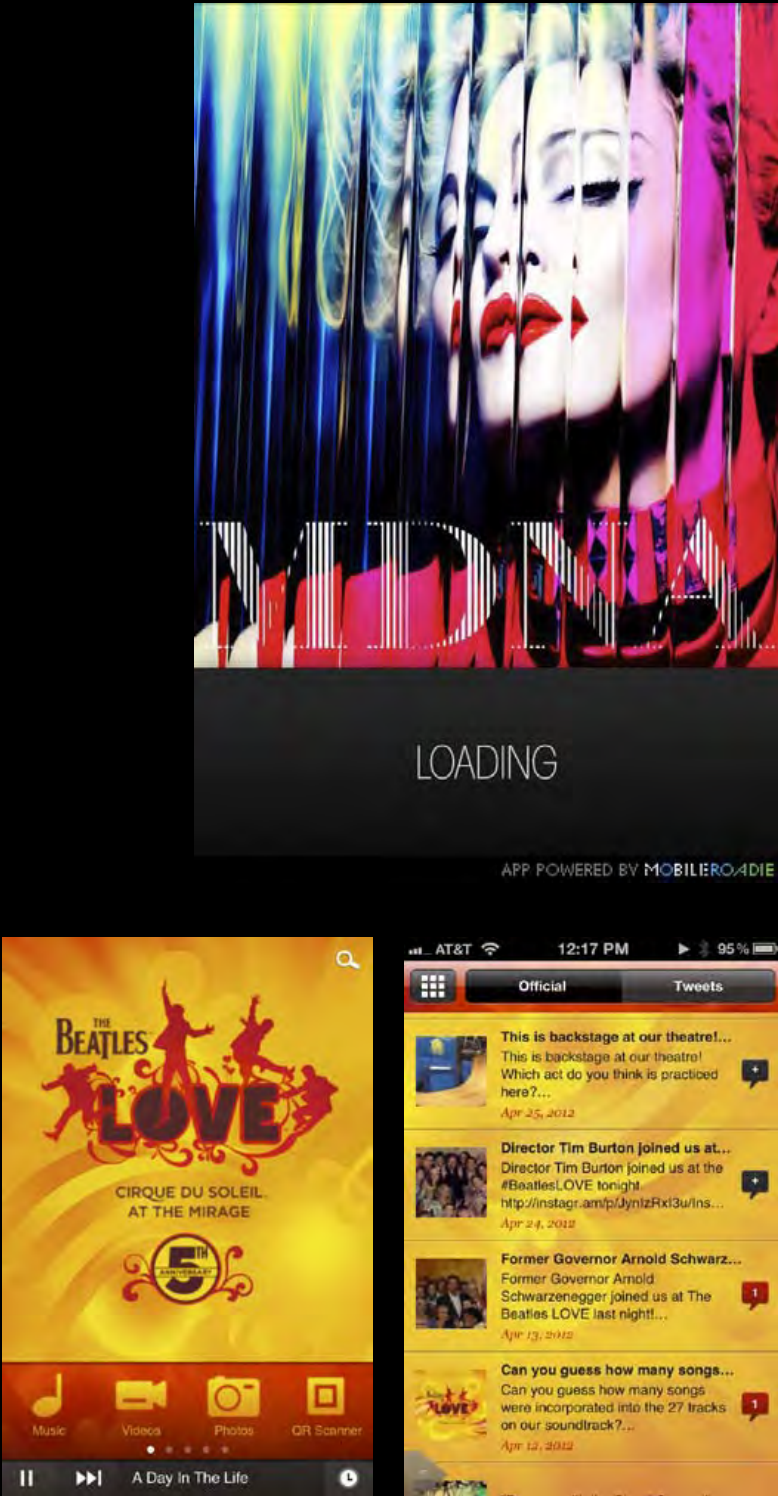 MDNA
LOADING
APP POWERED BY MOBILEROADIE
THE
BEATLES
LOVE
CIRQUE DU SOLEIL.
AT THE MIRAGE
5TH
ANNIVERSARY
Music Videos Photos QR Scanner
A Day In The Life
AT&T 12:17 PM 95%
Official Tweets
This is backstage at our theatre!...
This is backstage at our theatre!
Which act do you think is practiced
here?...
Apr 25, 2012
Director Tim Burton joined us at...
Director Tim Burton joined us at the
#BeatlesLOVE tonight.
http://instagr.am/p/JynIzRxI3u/Ins...
Apr 24, 2012
Former Governor Arnold Schwarz...
Former Governor Arnold
Schwarzenegger joined us at The
Beatles LOVE last night!...
1
Apr 13, 2012
Can you guess how many songs...
Can you guess how many songs
were incorporated into the 27 tracks
on our soundtrack?...
1
Apr 12, 2012
LOVE